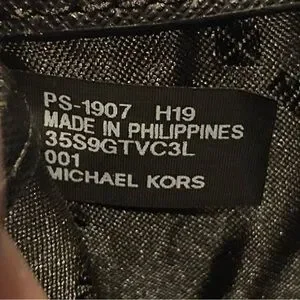 PS-1907 H19
MADE IN PHILIPPINES
35S9GTVC3L
001
MICHAEL KORS